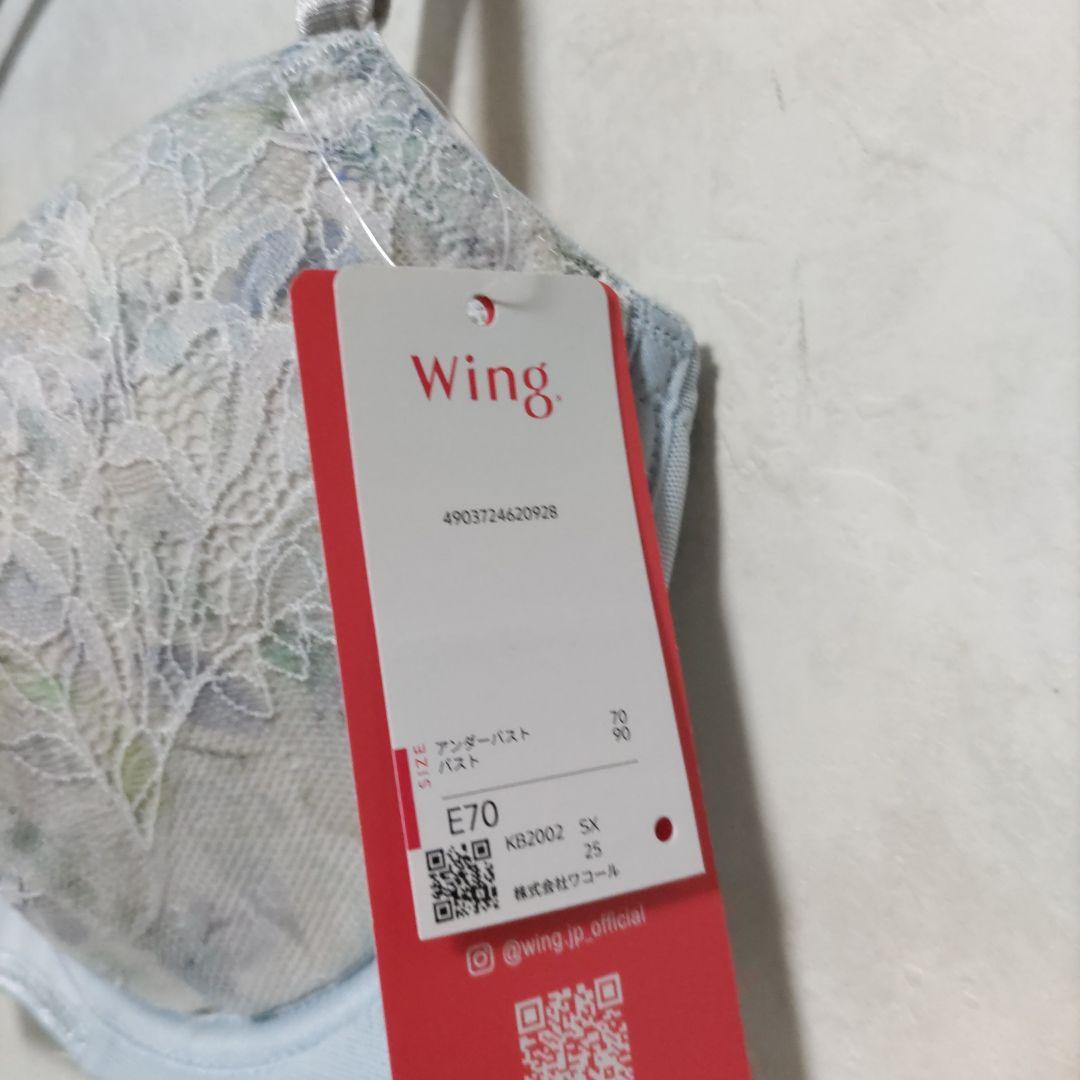 Wing.
4903724620928
SIZE
アンダーバスト 70
バスト 90
E70
KB2002 SX
25
株式会社ワコール
@wing.jp_official